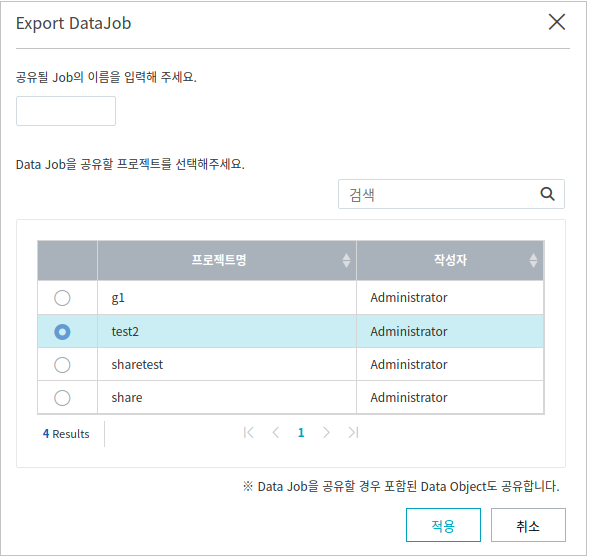 Export DataJob
공유될 Job의 이름을 입력해 주세요.
Data Job을 공유할 프로젝트를 선택해주세요.
검색
프로젝트명 작성자
g1 Administrator
test2 Administrator
sharetest Administrator
share Administrator
4 Results 1
※ Data Job을 공유할 경우 포함된 Data Object도 공유합니다.
적용 취소